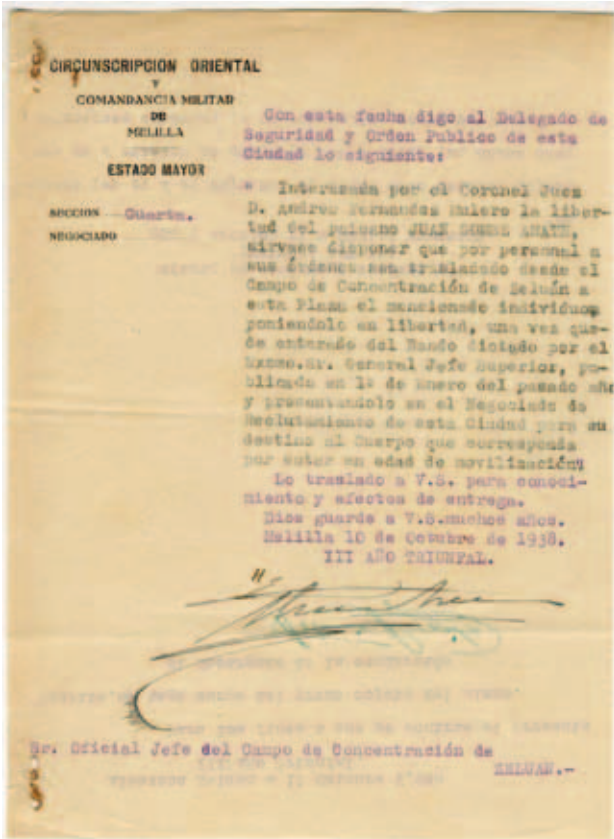 CIRCUNSCRIPCION ORIENTAL
Y
COMANDANCIA MILITAR
DE
MELILLA
ESTADO MAYOR
SECCION Cuarta.
NEGOCIADO
Con esta fecha digo al Delegado de
Seguridad y Orden Publico de esta
Ciudad lo siguiente:
" Interesada por el Coronel Juez
D. Andres Fernandez Mulero la liber-
tad del paisano JUAN
sirvase disponer que por personal a
sus órdenes sea trasladado desde el
Campo de Concentración de Zeluán a
esta Plaza el mencionado individuo,
poniendolo en libertad, una vez que-
de enterado del Bando dictado por el
Excmo.Sr. General Jefe Superior, pu-
blicado en 1º de Enero del pasado año
y presentandolo en el Negociado de
Reclutamiento de esta Ciudad para su
destino al Cuerpo que corresponda
por estar en edad de movilización"
Lo traslado a V.S. para conoci-
miento y efectos de entrega.
Dios guarde a V.S.muchos años.
Melilla 10 de Octubre de 1938.
III AÑO TRIUNFAL.
Sr. Oficial Jefe del Campo de Concentración de
ZELUAN.-